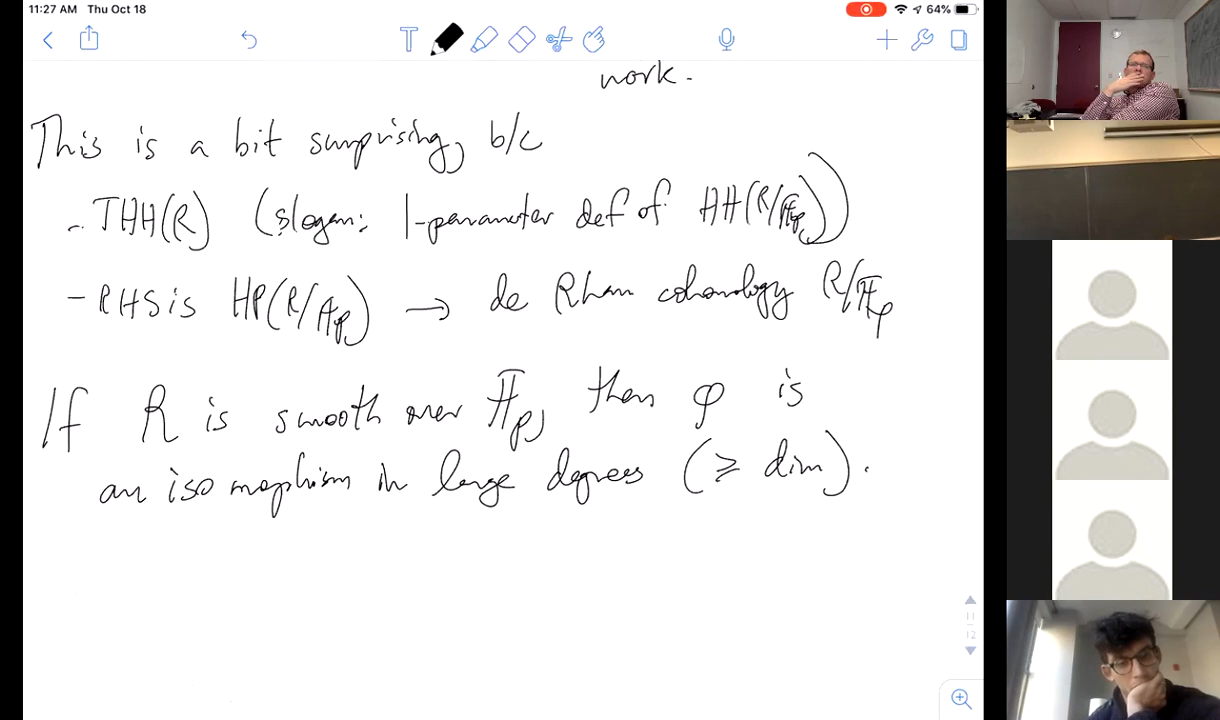 11:27 AM Thu Oct 18
64%
work.
This is a bit surprising, b/c
- THH(R) (slogan: 1-parameter def of HH(R/𝔽p))
- RHS is HP(R/𝔽p) → de Rham cohomology R/𝔽p
If R is smooth over 𝔽p, then φ is
an isomorphism in large degrees (≥ dim).
11
12